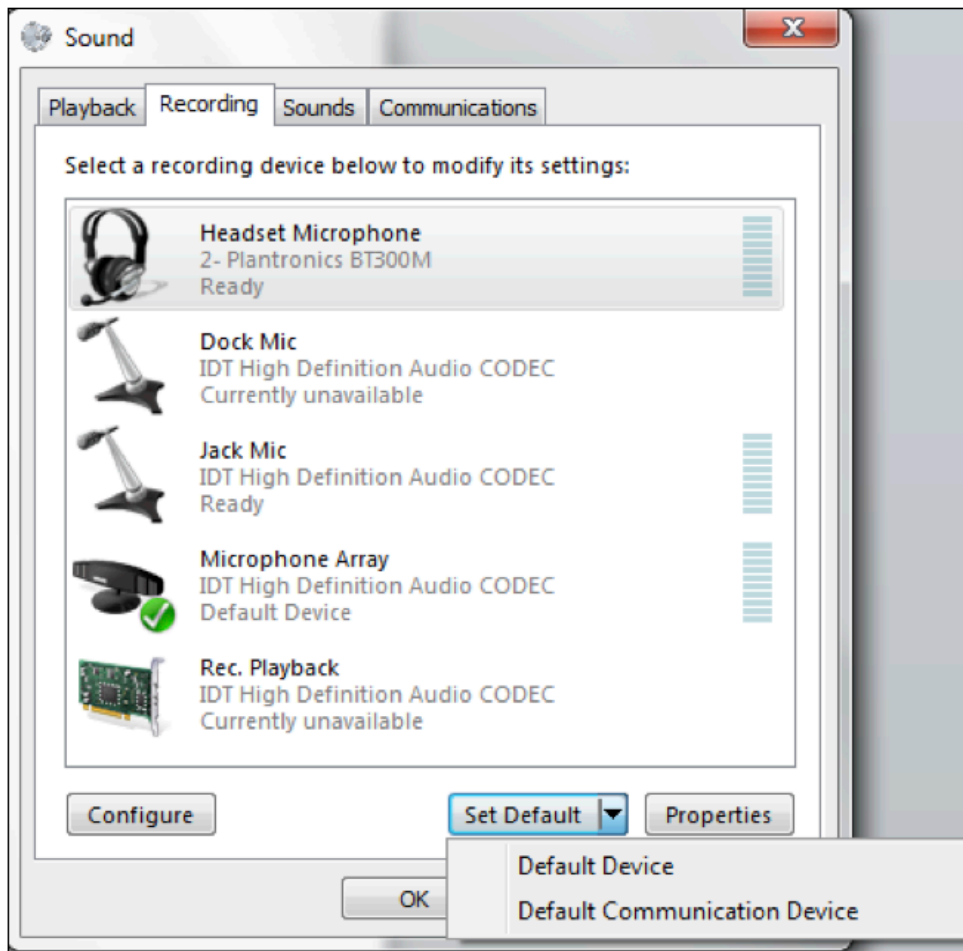 Sound
Playback Recording Sounds Communications
Select a recording device below to modify its settings:
Headset Microphone
2- Plantronics BT300M
Ready
Dock Mic
IDT High Definition Audio CODEC
Currently unavailable
Jack Mic
IDT High Definition Audio CODEC
Ready
Microphone Array
IDT High Definition Audio CODEC
Default Device
Rec. Playback
IDT High Definition Audio CODEC
Currently unavailable
Configure Set Default Properties
Default Device
OK
Default Communication Device